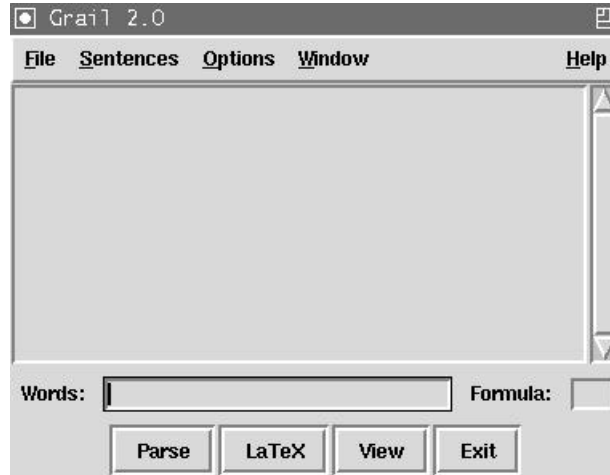 Grail 2.0
File Sentences Options Window Help
Words: Formula:
Parse LaTeX View Exit